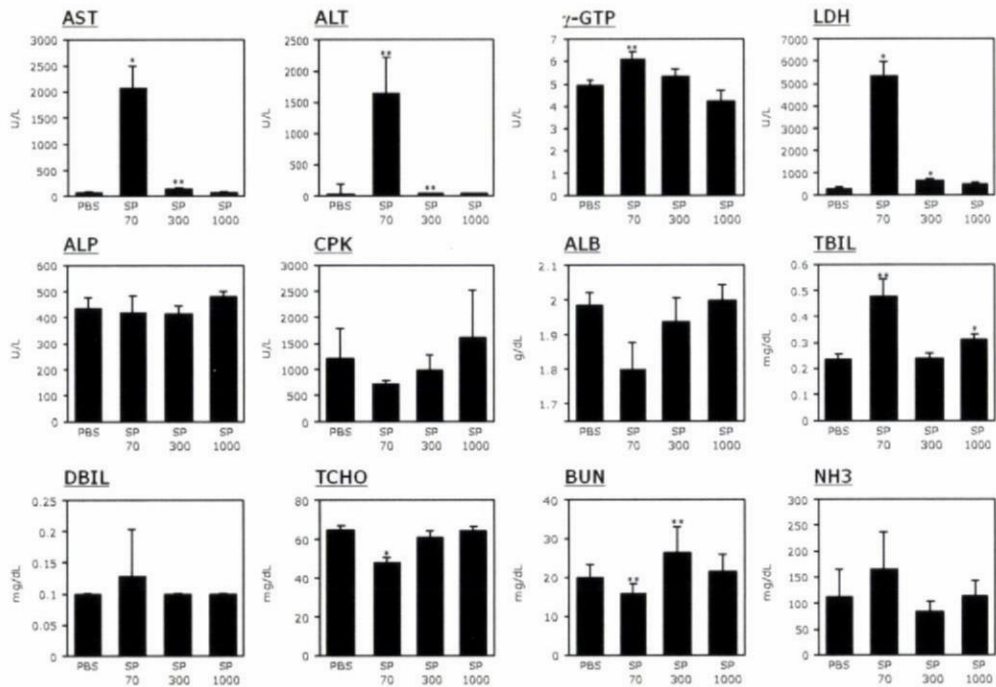 AST ALT γ-GTP LDH
3000 2500 2000 1500 1000 500 0 U/L
* **
PBS SP 70 SP 300 SP 1000
2500 2000 1500 1000 500 0 U/L
** **
PBS SP 70 SP 300 SP 1000
7 6 5 4 3 2 1 0 U/L
**
PBS SP 70 SP 300 SP 1000
7000 6000 5000 4000 3000 2000 1000 0 U/L
* *
PBS SP 70 SP 300 SP 1000
ALP CPK ALB TBIL
600 500 400 300 200 100 0 U/L
PBS SP 70 SP 300 SP 1000
3000 2500 2000 1500 1000 500 0 U/L
PBS SP 70 SP 300 SP 1000
2.1 2 1.9 1.8 1.7 g/dL
PBS SP 70 SP 300 SP 1000
0.6 0.5 0.4 0.3 0.2 0.1 0 mg/dL
** *
PBS SP 70 SP 300 SP 1000
DBIL TCHO BUN NH3
0.25 0.2 0.15 0.1 0.05 0 mg/dL
PBS SP 70 SP 300 SP 1000
80 60 40 20 0 mg/dL
*
PBS SP 70 SP 300 SP 1000
40 30 20 10 0 mg/dL
** **
PBS SP 70 SP 300 SP 1000
300 250 200 150 100 50 0 mg/dL
PBS SP 70 SP 300 SP 1000